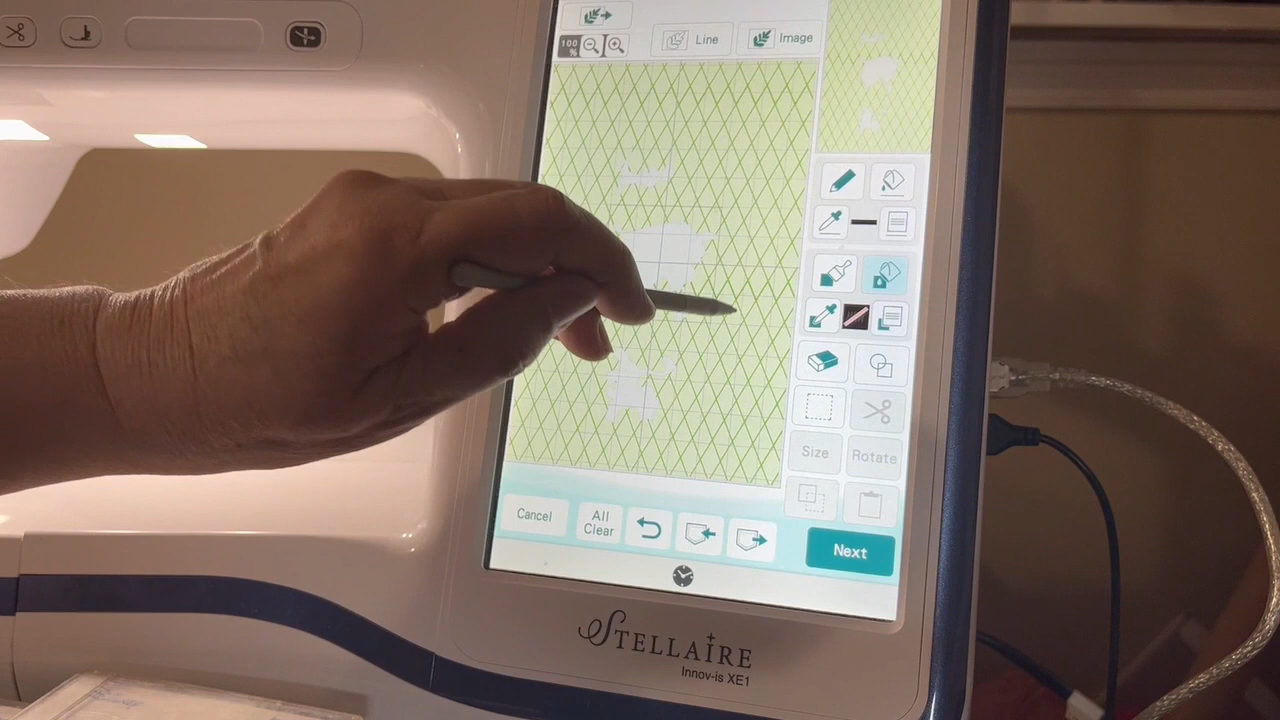 100
%
Line
Image
Size
Rotate
Cancel
All
Clear
Next
STELLAIRE
Innov-is XE1